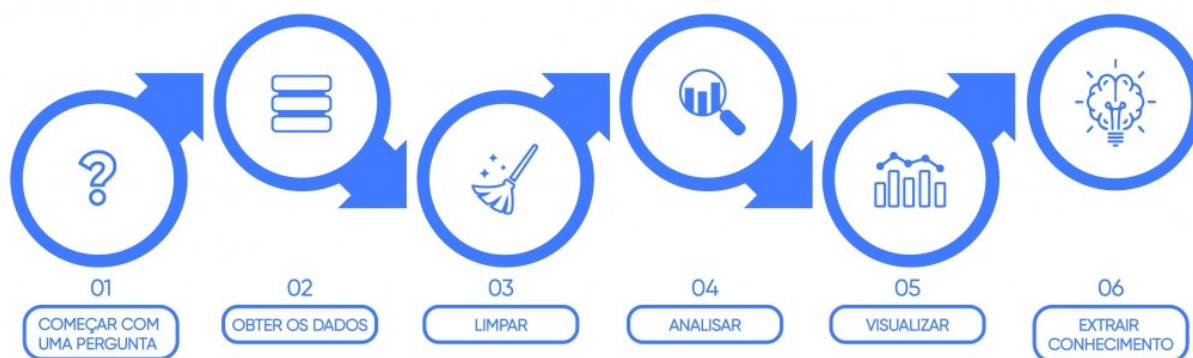 01
COMEÇAR COM
UMA PERGUNTA
02
OBTER OS DADOS
03
LIMPAR
04
ANALISAR
05
VISUALIZAR
06
EXTRAIR
CONHECIMENTO